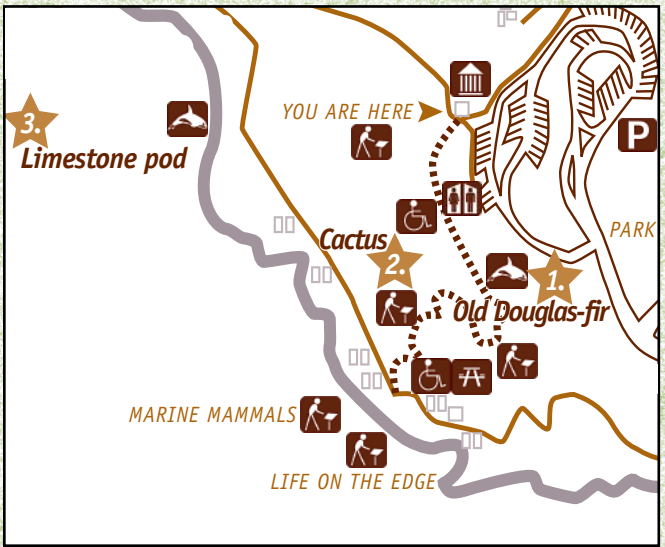 YOU ARE HERE
3.
P
Limestone pod
PARK
Cactus
2.
1.
Old Douglas-fir
MARINE MAMMALS
LIFE ON THE EDGE